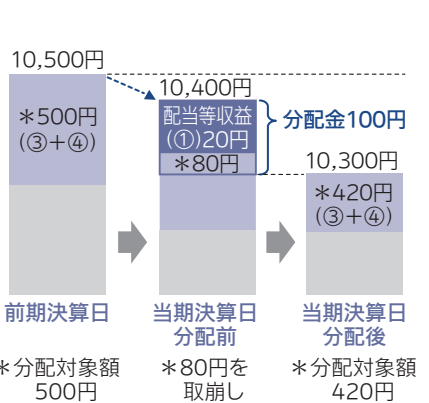 10,500円
＊500円
(③＋④)
前期決算日
＊分配対象額
500円
10,400円
配当等収益
(①)20円
＊80円
分配金100円
当期決算日
分配前
＊80円を
取崩し
10,300円
＊420円
(③＋④)
当期決算日
分配後
＊分配対象額
420円